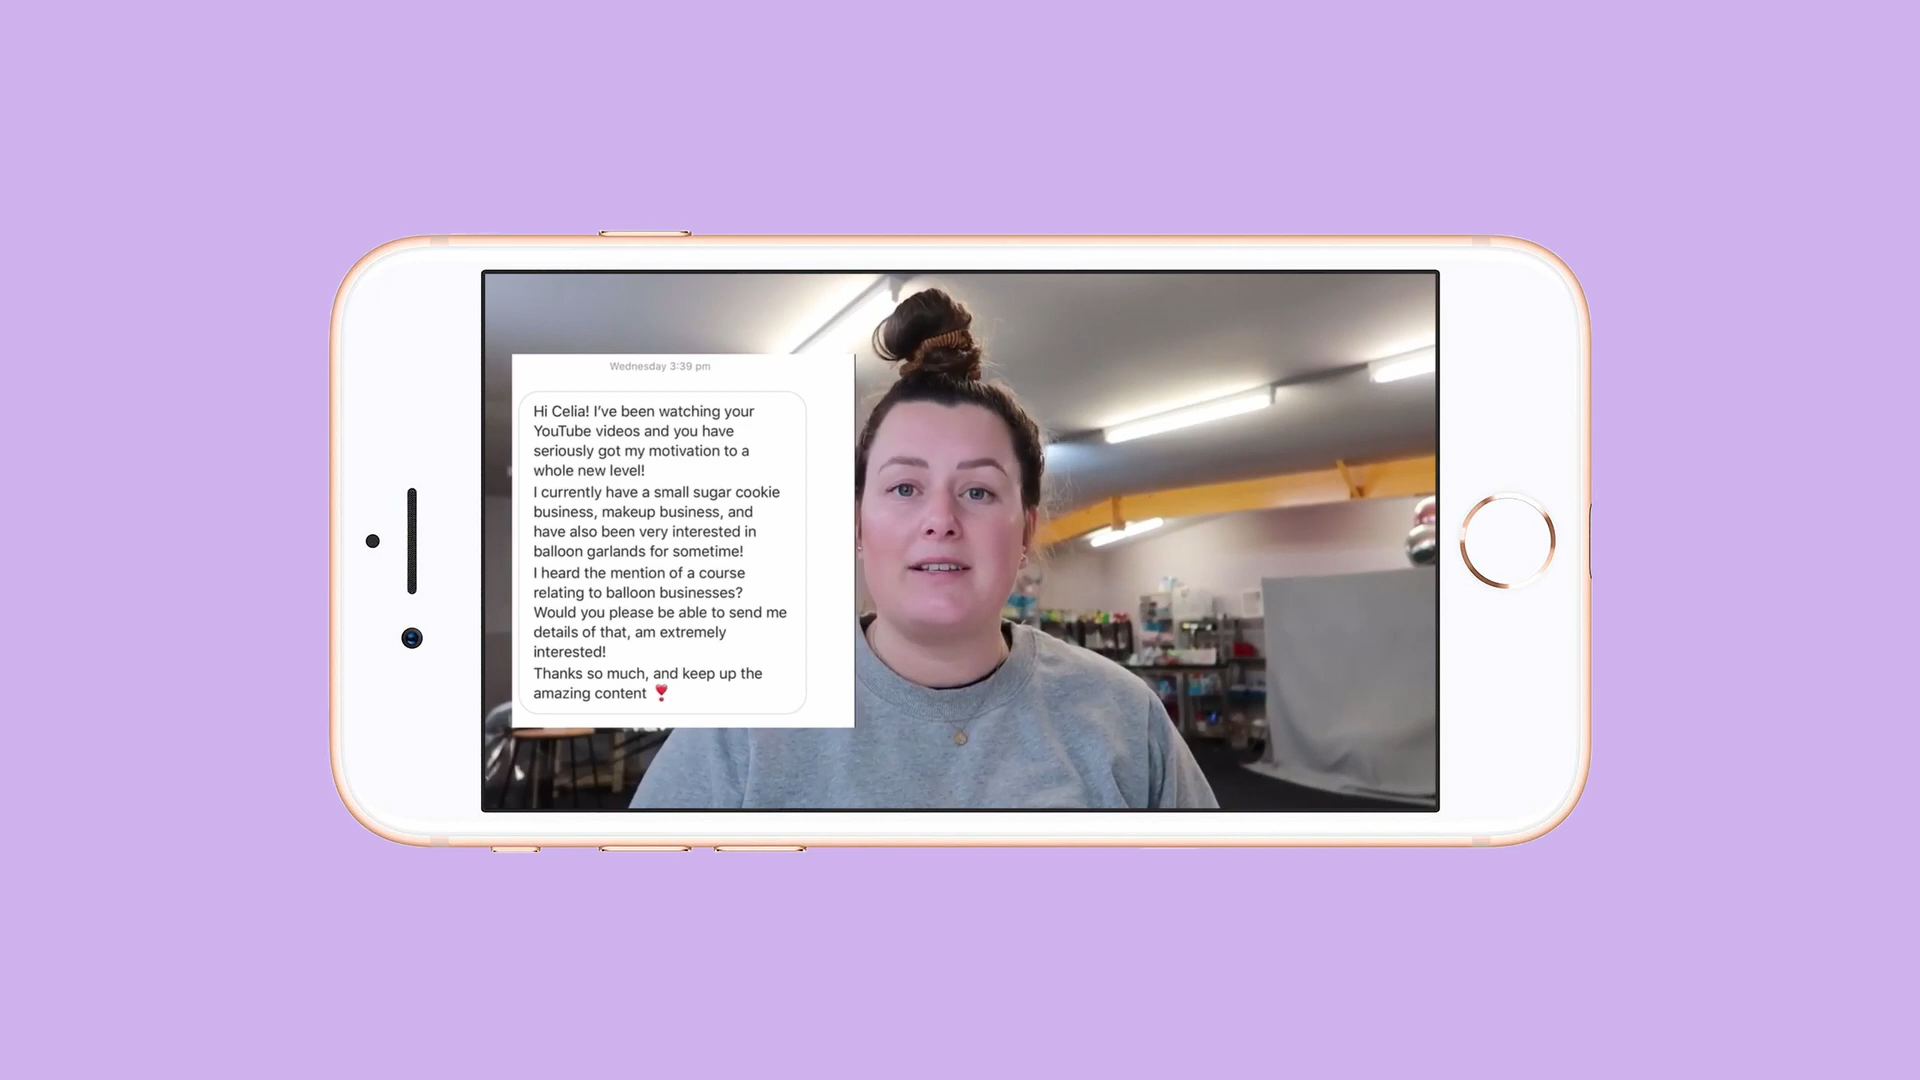 Wednesday 3:39 pm
Hi Celia! I've been watching your
YouTube videos and you have
seriously got my motivation to a
whole new level!
I currently have a small sugar cookie
business, makeup business, and
have also been very interested in
balloon garlands for sometime!
I heard the mention of a course
relating to balloon businesses?
Would you please be able to send me
details of that, am extremely
interested!
Thanks so much, and keep up the
amazing content ❣️